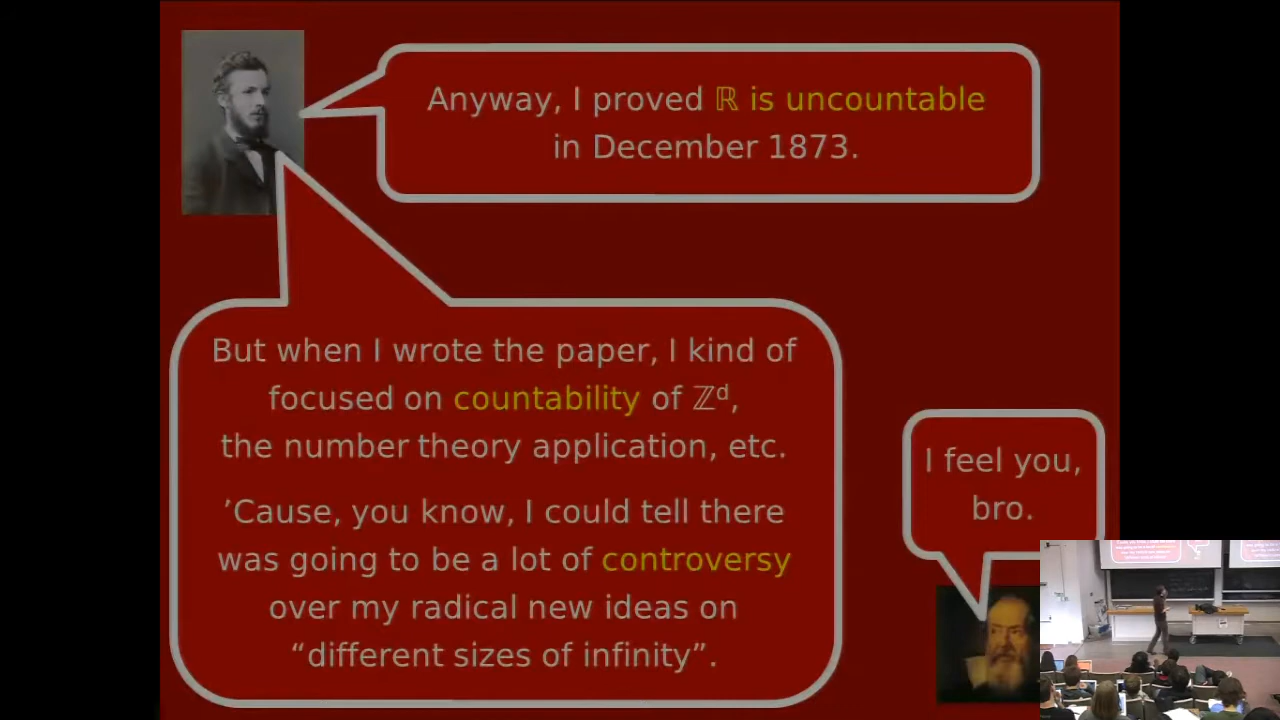 Anyway, I proved ℝ is uncountable
in December 1873.
But when I wrote the paper, I kind of
focused on countability of ℤᵈ,
the number theory application, etc.
’Cause, you know, I could tell there
was going to be a lot of controversy
over my radical new ideas on
“different sizes of infinity”.
I feel you,
bro.